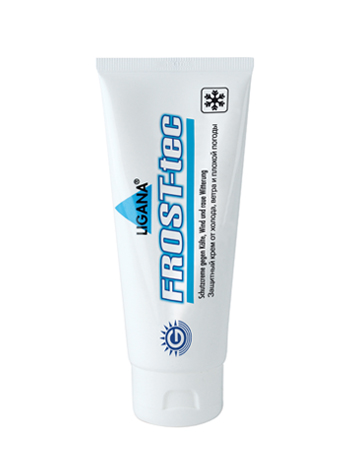 LIGANA®
FROST-tec
Schutzcreme gegen Kälte, Wind und raue Witterung
Защитный крем от холода, ветра и плохой погоды